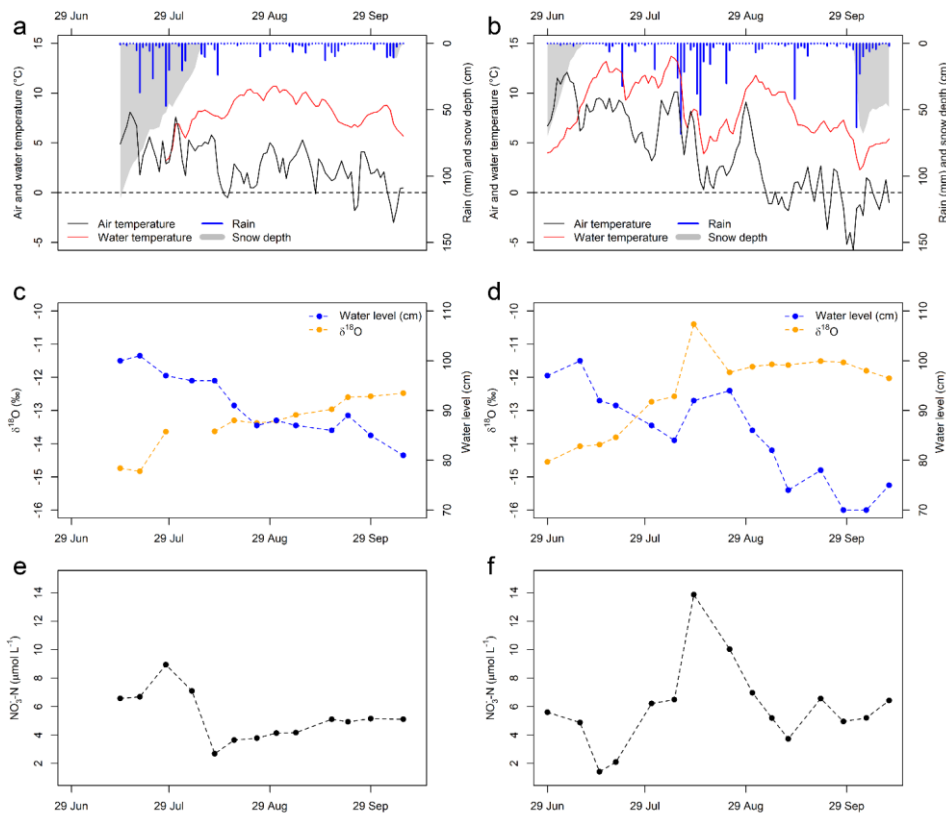 a
29 Jun 29 Jul 29 Aug 29 Sep
15
10
5
0
-5
Air and water temperature (°C)
0
50
100
150
Rain (mm) and snow depth (cm)
Air temperature Rain
Water temperature Snow depth
b
29 Jun 29 Jul 29 Aug 29 Sep
15
10
5
0
-5
Air and water temperature (°C)
0
50
100
150
Rain (mm) and snow depth (cm)
Air temperature Rain
Water temperature Snow depth
c
-10
-11
-12
-13
-14
-15
-16
δ18O (‰)
110
100
90
80
70
Water level (cm)
Water level (cm)
δ18O
29 Jun 29 Jul 29 Aug 29 Sep
d
-10
-11
-12
-13
-14
-15
-16
δ18O (‰)
110
100
90
80
70
Water level (cm)
Water level (cm)
δ18O
29 Jun 29 Jul 29 Aug 29 Sep
e
14
12
10
8
6
4
2
NO3-N (μmol L-1)
29 Jun 29 Jul 29 Aug 29 Sep
f
14
12
10
8
6
4
2
NO3-N (μmol L-1)
29 Jun 29 Jul 29 Aug 29 Sep